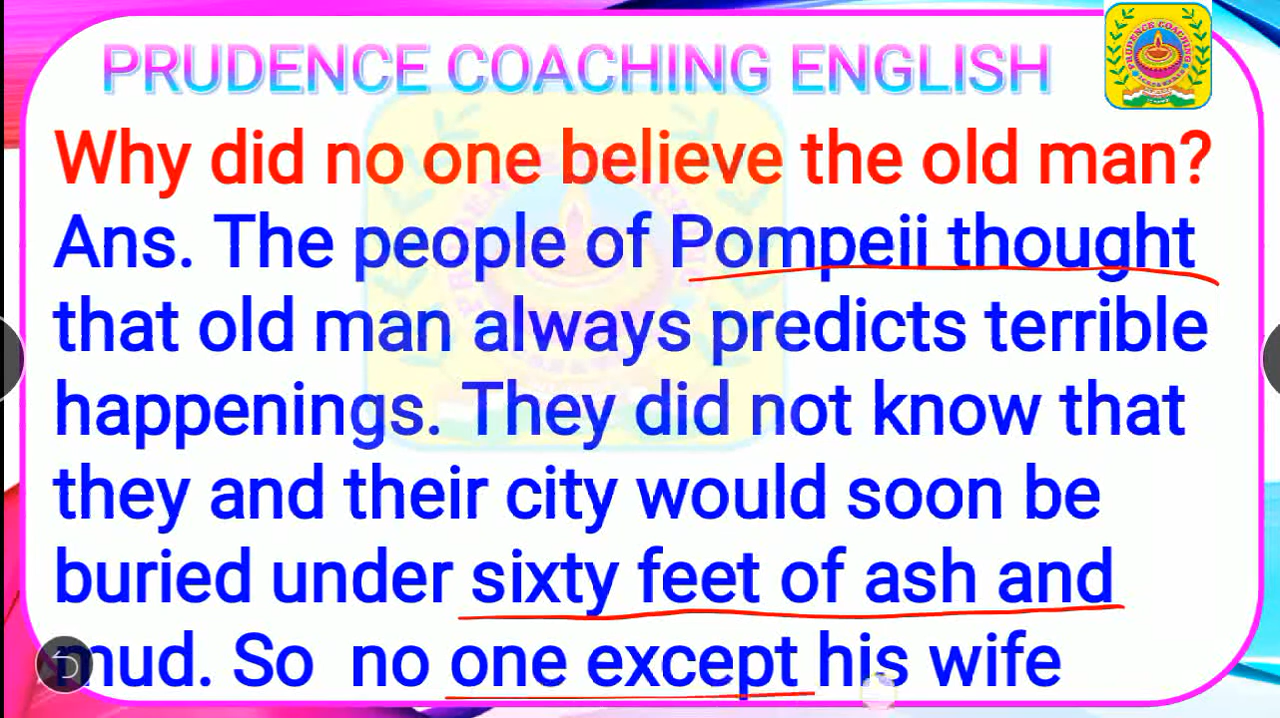 PRUDENCE COACHING ENGLISH
Why did no one believe the old man?
Ans. The people of Pompeii thought
that old man always predicts terrible
happenings. They did not know that
they and their city would soon be
buried under sixty feet of ash and
mud. So no one except his wife